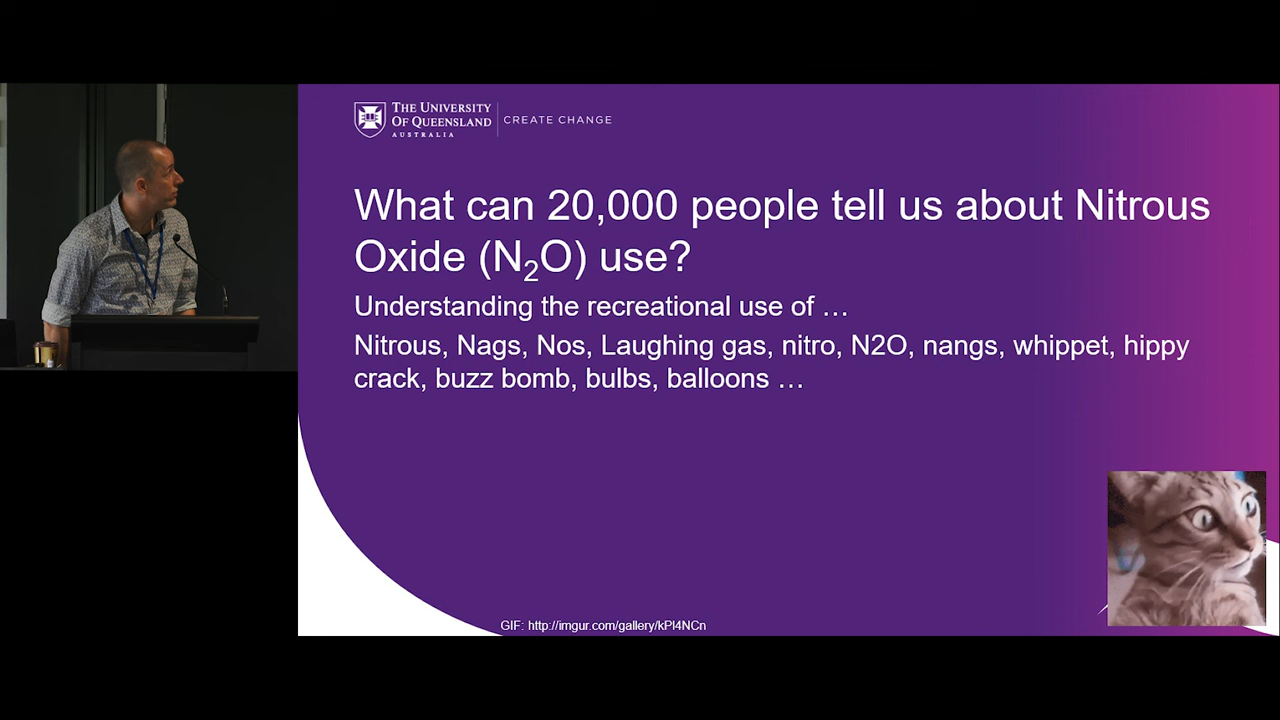 THE UNIVERSITY
OF QUEENSLAND
AUSTRALIA
CREATE CHANGE
What can 20,000 people tell us about Nitrous
Oxide (N₂O) use?
Understanding the recreational use of …
Nitrous, Nags, Nos, Laughing gas, nitro, N2O, nangs, whippet, hippy
crack, buzz bomb, bulbs, balloons …
GIF: http://imgur.com/gallery/kPl4NCn